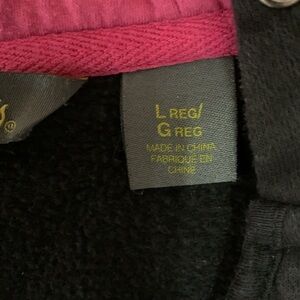 L REG/
G REG
MADE IN CHINA
FABRIQUE EN
CHINE